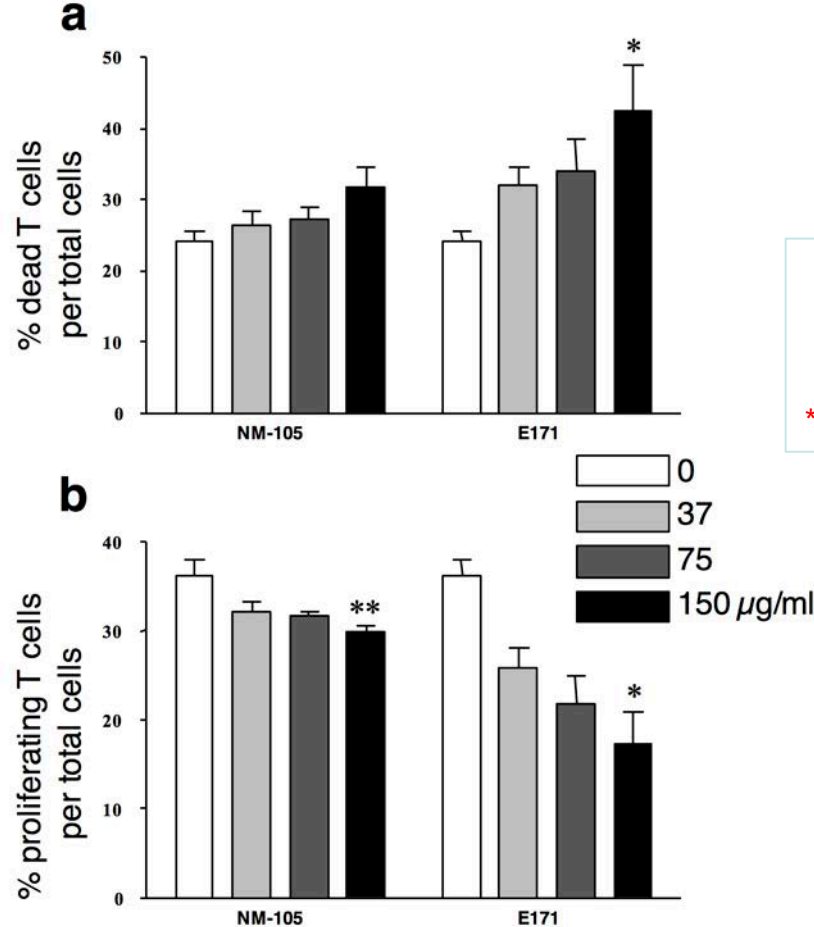 a
% dead T cells
per total cells
50
40
30
20
10
0
*
NM-105
E171
*
0
37
75
150 µg/ml
b
% proliferating T cells
per total cells
40
30
20
10
0
**
*
NM-105
E171